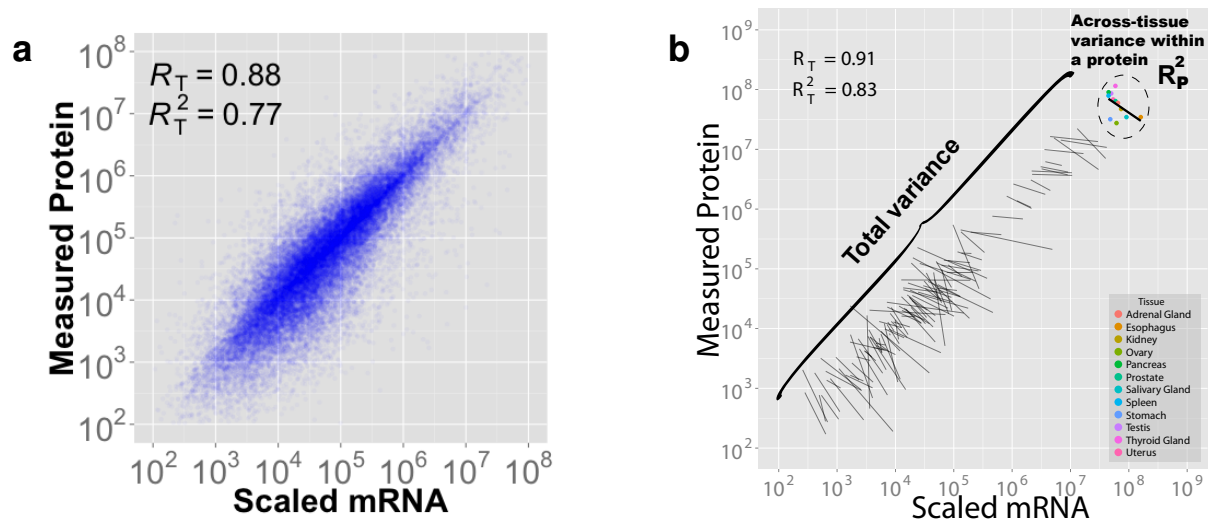 a
R_T = 0.88
R_T^2 = 0.77
Measured Protein
10^8
10^7
10^6
10^5
10^4
10^3
10^2
10^2 10^3 10^4 10^5 10^6 10^7 10^8
Scaled mRNA
b
R_T = 0.91
R_T^2 = 0.83
Across-tissue
variance within
a protein
R_P^2
Total variance
Measured Protein
10^9
10^8
10^7
10^6
10^5
10^4
10^3
10^2
Tissue
Adrenal Gland
Esophagus
Kidney
Ovary
Pancreas
Prostate
Salivary Gland
Spleen
Stomach
Testis
Thyroid Gland
Uterus
10^2 10^3 10^4 10^5 10^6 10^7 10^8 10^9
Scaled mRNA